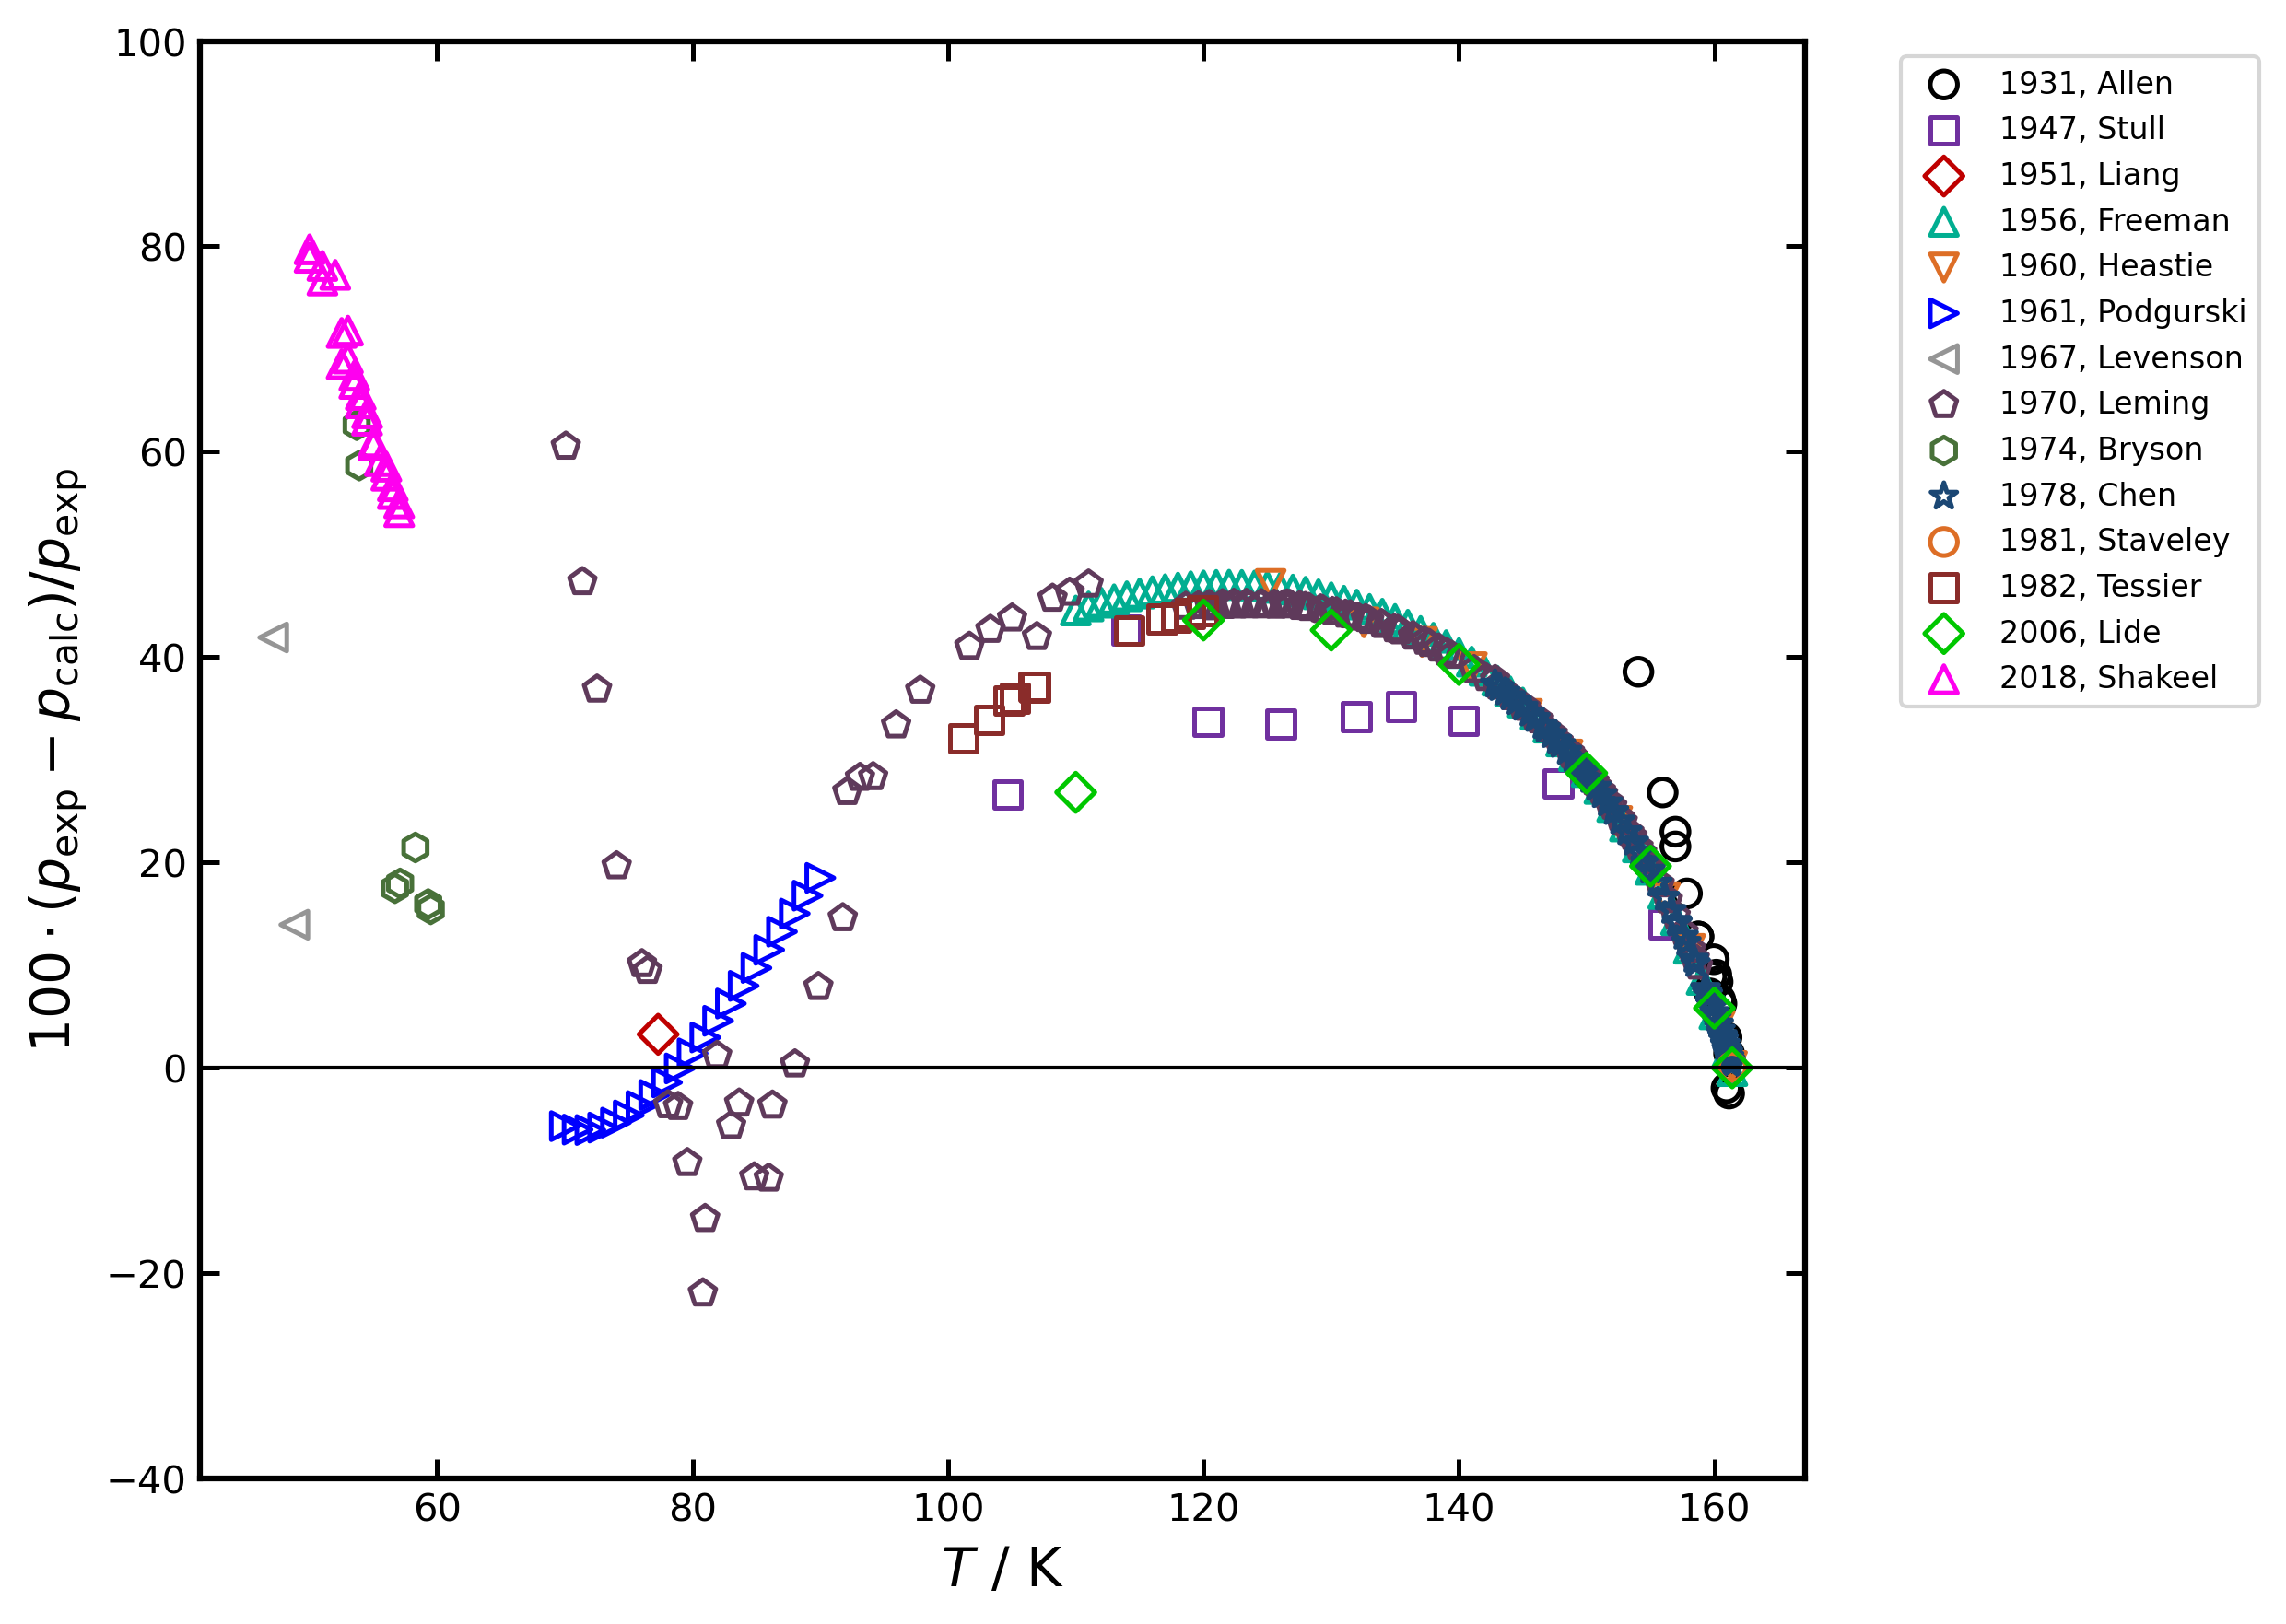 100
80
60
40
20
0
−20
−40
60 80 100 120 140 160
T / K
100 · (pexp − pcalc)/pexp
1931, Allen
1947, Stull
1951, Liang
1956, Freeman
1960, Heastie
1961, Podgurski
1967, Levenson
1970, Leming
1974, Bryson
1978, Chen
1981, Staveley
1982, Tessier
2006, Lide
2018, Shakeel